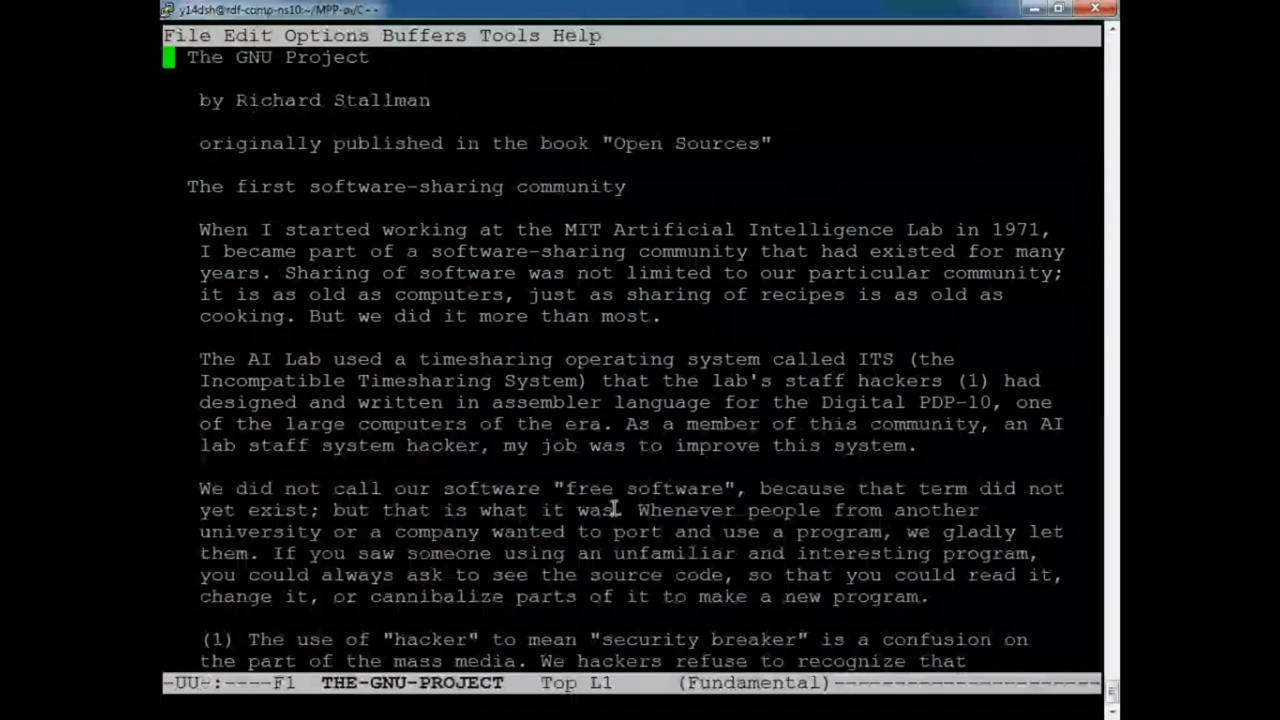 y14dsh@rdf-comp-ns10:~/MPP-oi/C++
File Edit Options Buffers Tools Help
The GNU Project
by Richard Stallman
originally published in the book "Open Sources"
The first software-sharing community
When I started working at the MIT Artificial Intelligence Lab in 1971,
I became part of a software-sharing community that had existed for many
years. Sharing of software was not limited to our particular community;
it is as old as computers, just as sharing of recipes is as old as
cooking. But we did it more than most.
The AI Lab used a timesharing operating system called ITS (the
Incompatible Timesharing System) that the lab's staff hackers (1) had
designed and written in assembler language for the Digital PDP-10, one
of the large computers of the era. As a member of this community, an AI
lab staff system hacker, my job was to improve this system.
We did not call our software "free software", because that term did not
yet exist; but that is what it was. Whenever people from another
university or a company wanted to port and use a program, we gladly let
them. If you saw someone using an unfamiliar and interesting program,
you could always ask to see the source code, so that you could read it,
change it, or cannibalize parts of it to make a new program.
(1) The use of "hacker" to mean "security breaker" is a confusion on
the part of the mass media. We hackers refuse to recognize that
-UU-:----F1 THE-GNU-PROJECT Top L1 (Fundamental)-----------------------